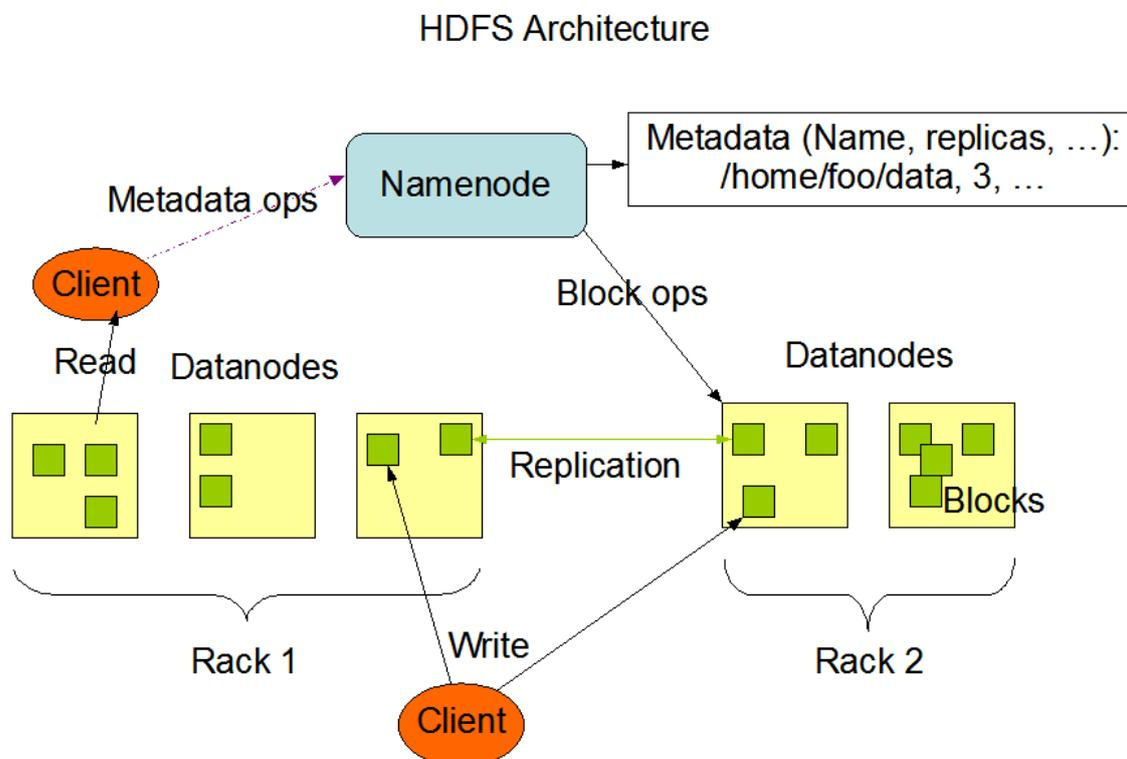 HDFS Architecture
Metadata (Name, replicas, …):
/home/foo/data, 3, …
Namenode
Metadata ops
Client
Block ops
Read
Datanodes
Datanodes
Replication
Blocks
Rack 1
Write
Rack 2
Client